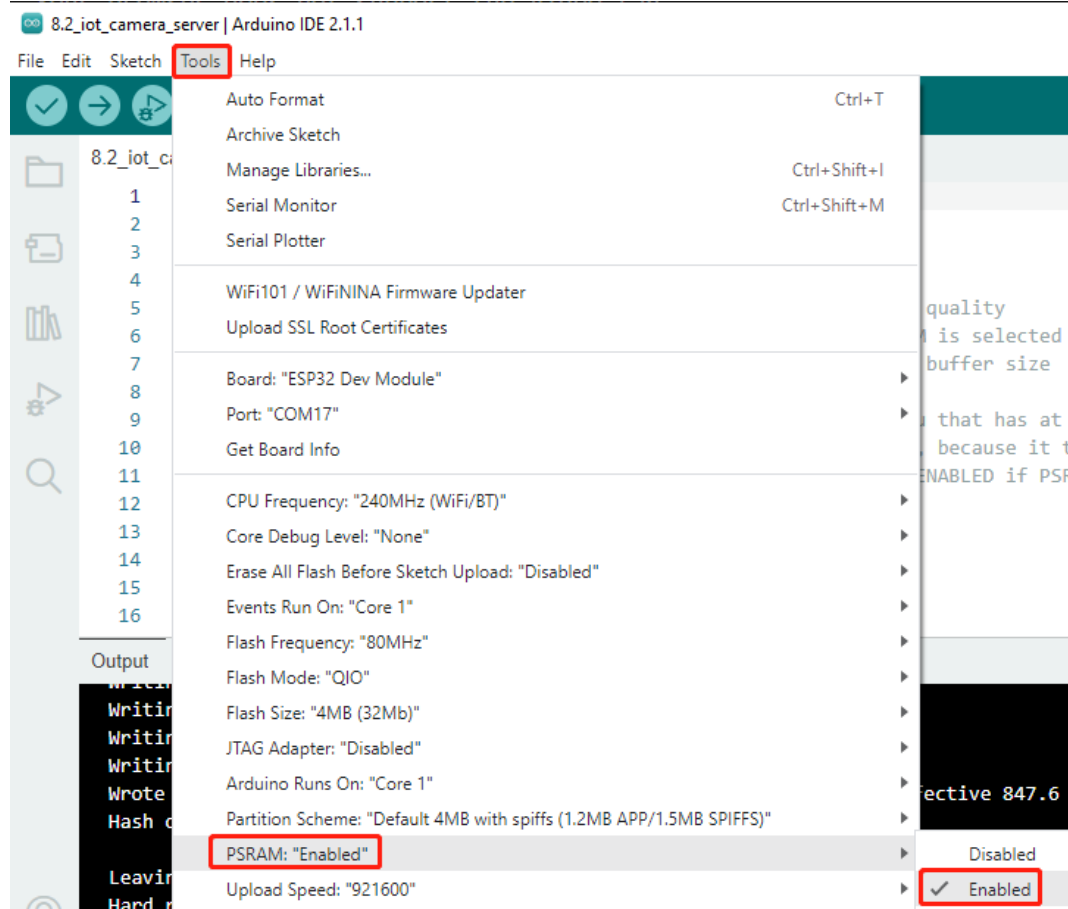 8.2_iot_camera_server | Arduino IDE 2.1.1
File Edit Sketch Tools Help
8.2_iot_ca
Auto Format Ctrl+T
Archive Sketch
Manage Libraries... Ctrl+Shift+I
Serial Monitor Ctrl+Shift+M
Serial Plotter
WiFi101 / WiFiNINA Firmware Updater
Upload SSL Root Certificates
Board: "ESP32 Dev Module"
Port: "COM17"
Get Board Info
CPU Frequency: "240MHz (WiFi/BT)"
Core Debug Level: "None"
Erase All Flash Before Sketch Upload: "Disabled"
Events Run On: "Core 1"
Flash Frequency: "80MHz"
Flash Mode: "QIO"
Flash Size: "4MB (32Mb)"
JTAG Adapter: "Disabled"
Arduino Runs On: "Core 1"
Partition Scheme: "Default 4MB with spiffs (1.2MB APP/1.5MB SPIFFS)"
PSRAM: "Enabled"
Upload Speed: "921600"
Disabled
Enabled
1
2
3
4
5 quality
6 is selected
7 buffer size
8
9 that has at
10 , because it t
11 ENABLED if PSR
12
13
14
15
16
Output
Writin
Writin
Writin
Wrote fective 847.6
Hash o
Leavin
Hard r